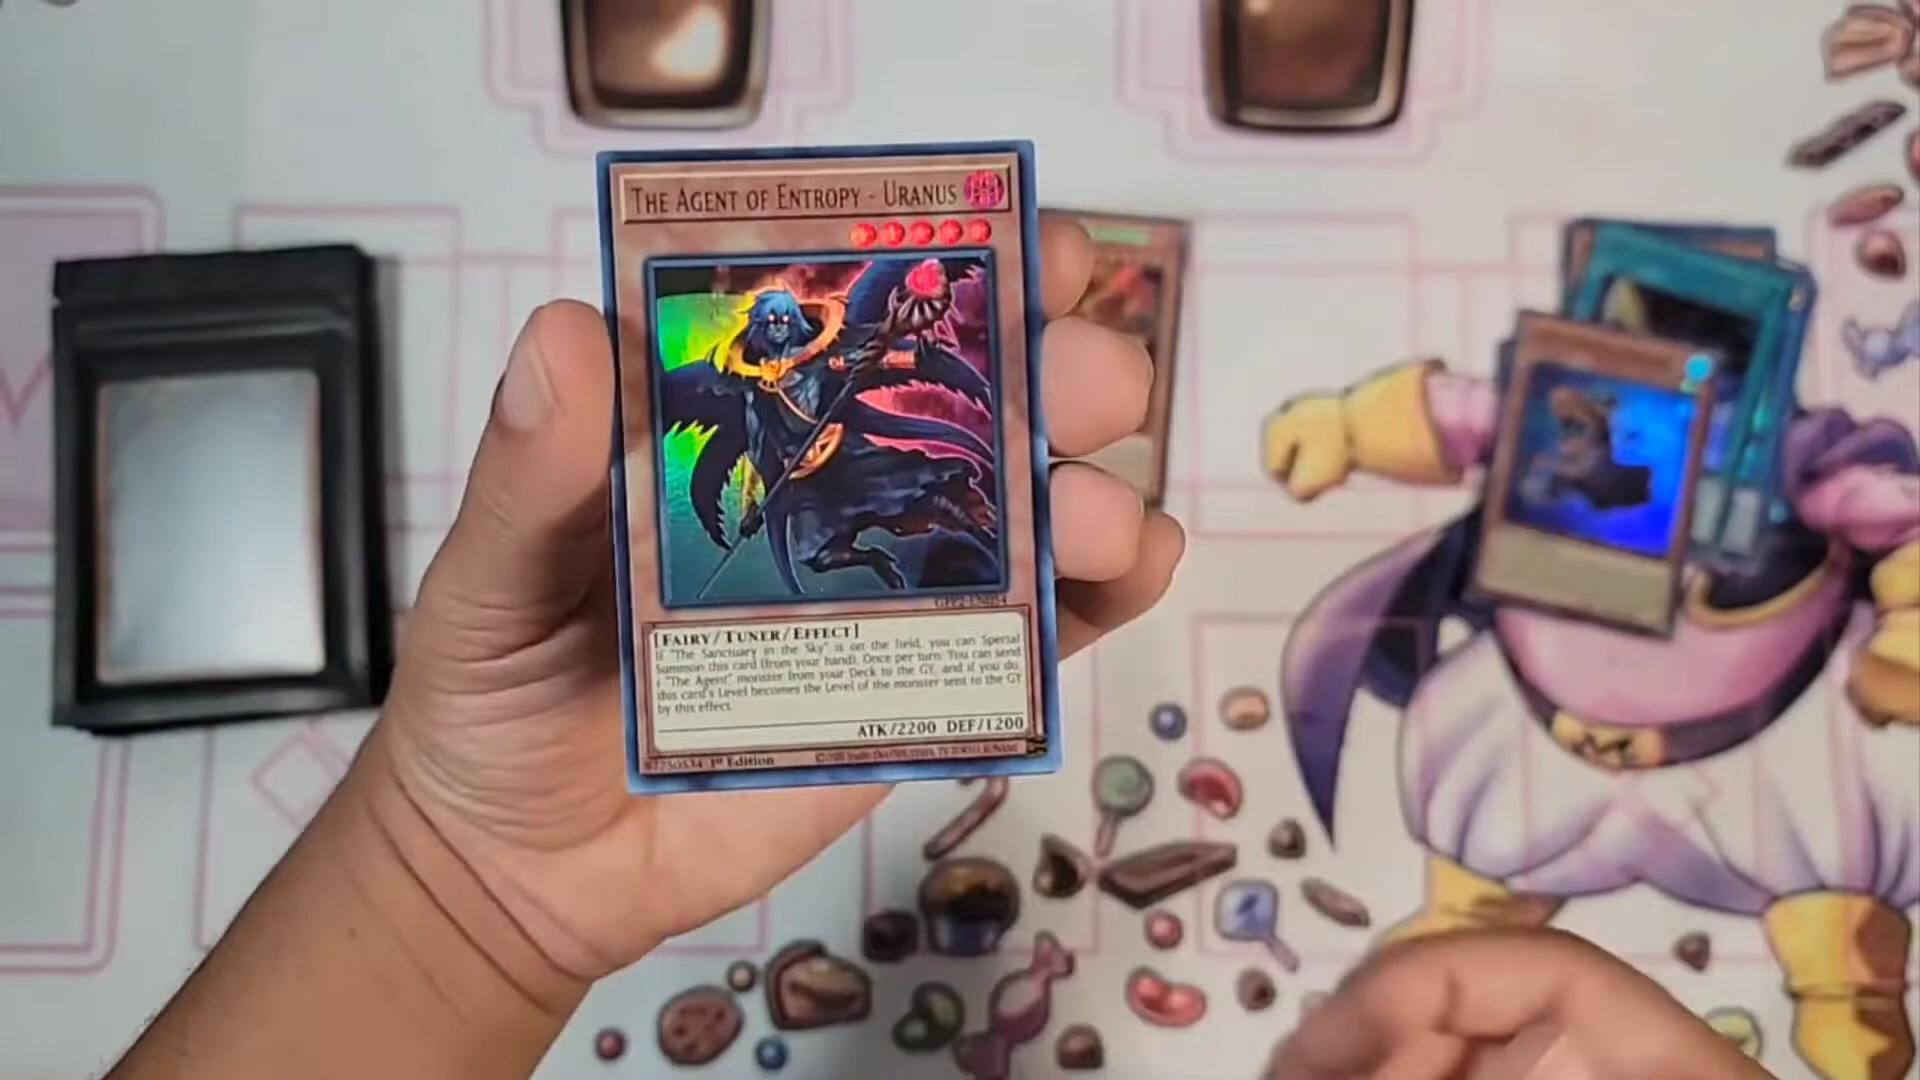 THE AGENT OF ENTROPY - URANUS
GFP2-EN054
[FAIRY/TUNER/EFFECT]
If "The Sanctuary in the Sky" is on the field, you can Special
Summon this card (from your hand). Once per turn: You can send
1 "The Agent" monster from your Deck to the GY, and if you do,
this card's Level becomes the Level of the monster sent to the GY
by this effect.
ATK/2200 DEF/1200
1st Edition
M